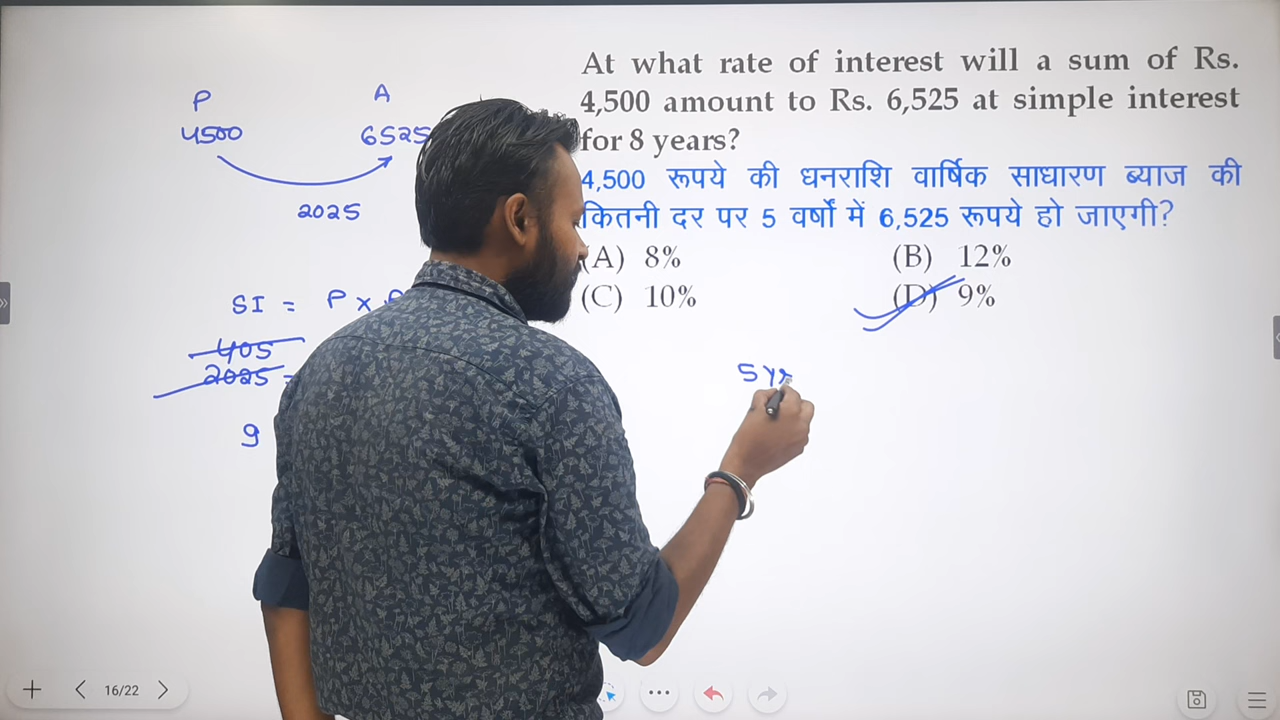 P A
4500 6525
2025
SI = P ×
405
2025 =
9
At what rate of interest will a sum of Rs.
4,500 amount to Rs. 6,525 at simple interest
for 8 years?
4,500 रूपये की धनराशि वार्षिक साधारण ब्याज की
कितनी दर पर 5 वर्षों में 6,525 रूपये हो जाएगी?
(A) 8% (B) 12%
(C) 10% (D) 9%
5 yr
16/22